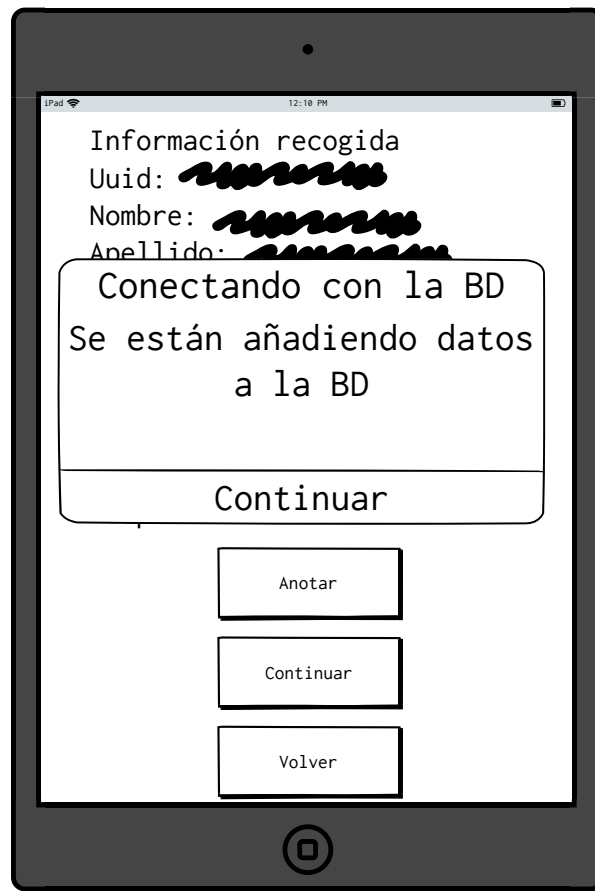 iPad 12:10 PM
Información recogida
Uuid:
Nombre:
Apellido:
Conectando con la BD
Se están añadiendo datos
a la BD
Continuar
Anotar
Continuar
Volver